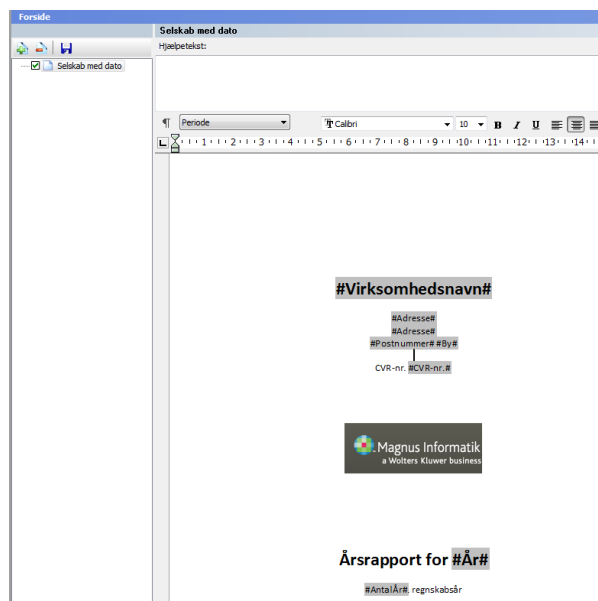 Forside
Selskab med dato
Hjælpetekst:
Selskab med dato
¶ Periode Calibri 10 B I U
1 2 3 4 5 6 7 8 9 10 11 12 13 14
#Virksomhedsnavn#
#Adresse#
#Adresse#
#Postnummer# #By#
CVR-nr. #CVR-nr.#
Magnus Informatik
a Wolters Kluwer business
Årsrapport for #År#
#AntalÅr#. regnskabsår